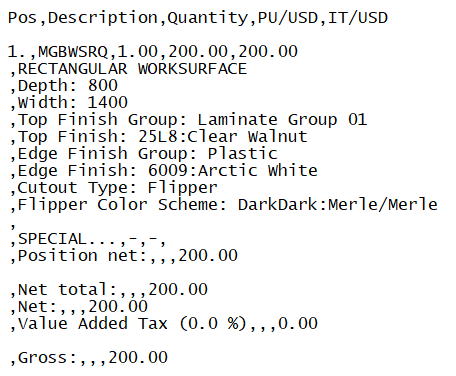 Pos,Description,Quantity,PU/USD,IT/USD
1.,MGBWSRQ,1.00,200.00,200.00
,RECTANGULAR WORKSURFACE
,Depth: 800
,Width: 1400
,Top Finish Group: Laminate Group 01
,Top Finish: 25L8:Clear Walnut
,Edge Finish Group: Plastic
,Edge Finish: 6009:Arctic White
,Cutout Type: Flipper
,Flipper Color Scheme: DarkDark:Merle/Merle
,
,SPECIAL...,-,-,
,Position net:,,,200.00
,Net total:,,,200.00
,Net:,,,200.00
,Value Added Tax (0.0 %),,,0.00
,Gross:,,,200.00